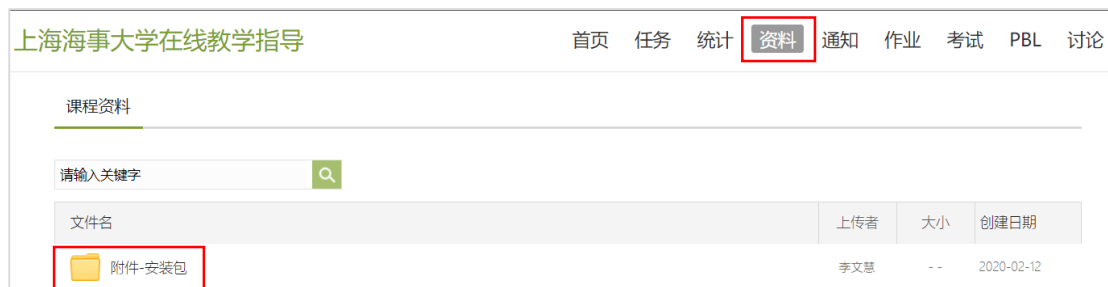 上海海事大学在线教学指导 首页 任务 统计 资料 通知 作业 考试 PBL 讨论
课程资料
请输入关键字
文件名 上传者 大小 创建日期
附件-安装包 李文慧 - - 2020-02-12